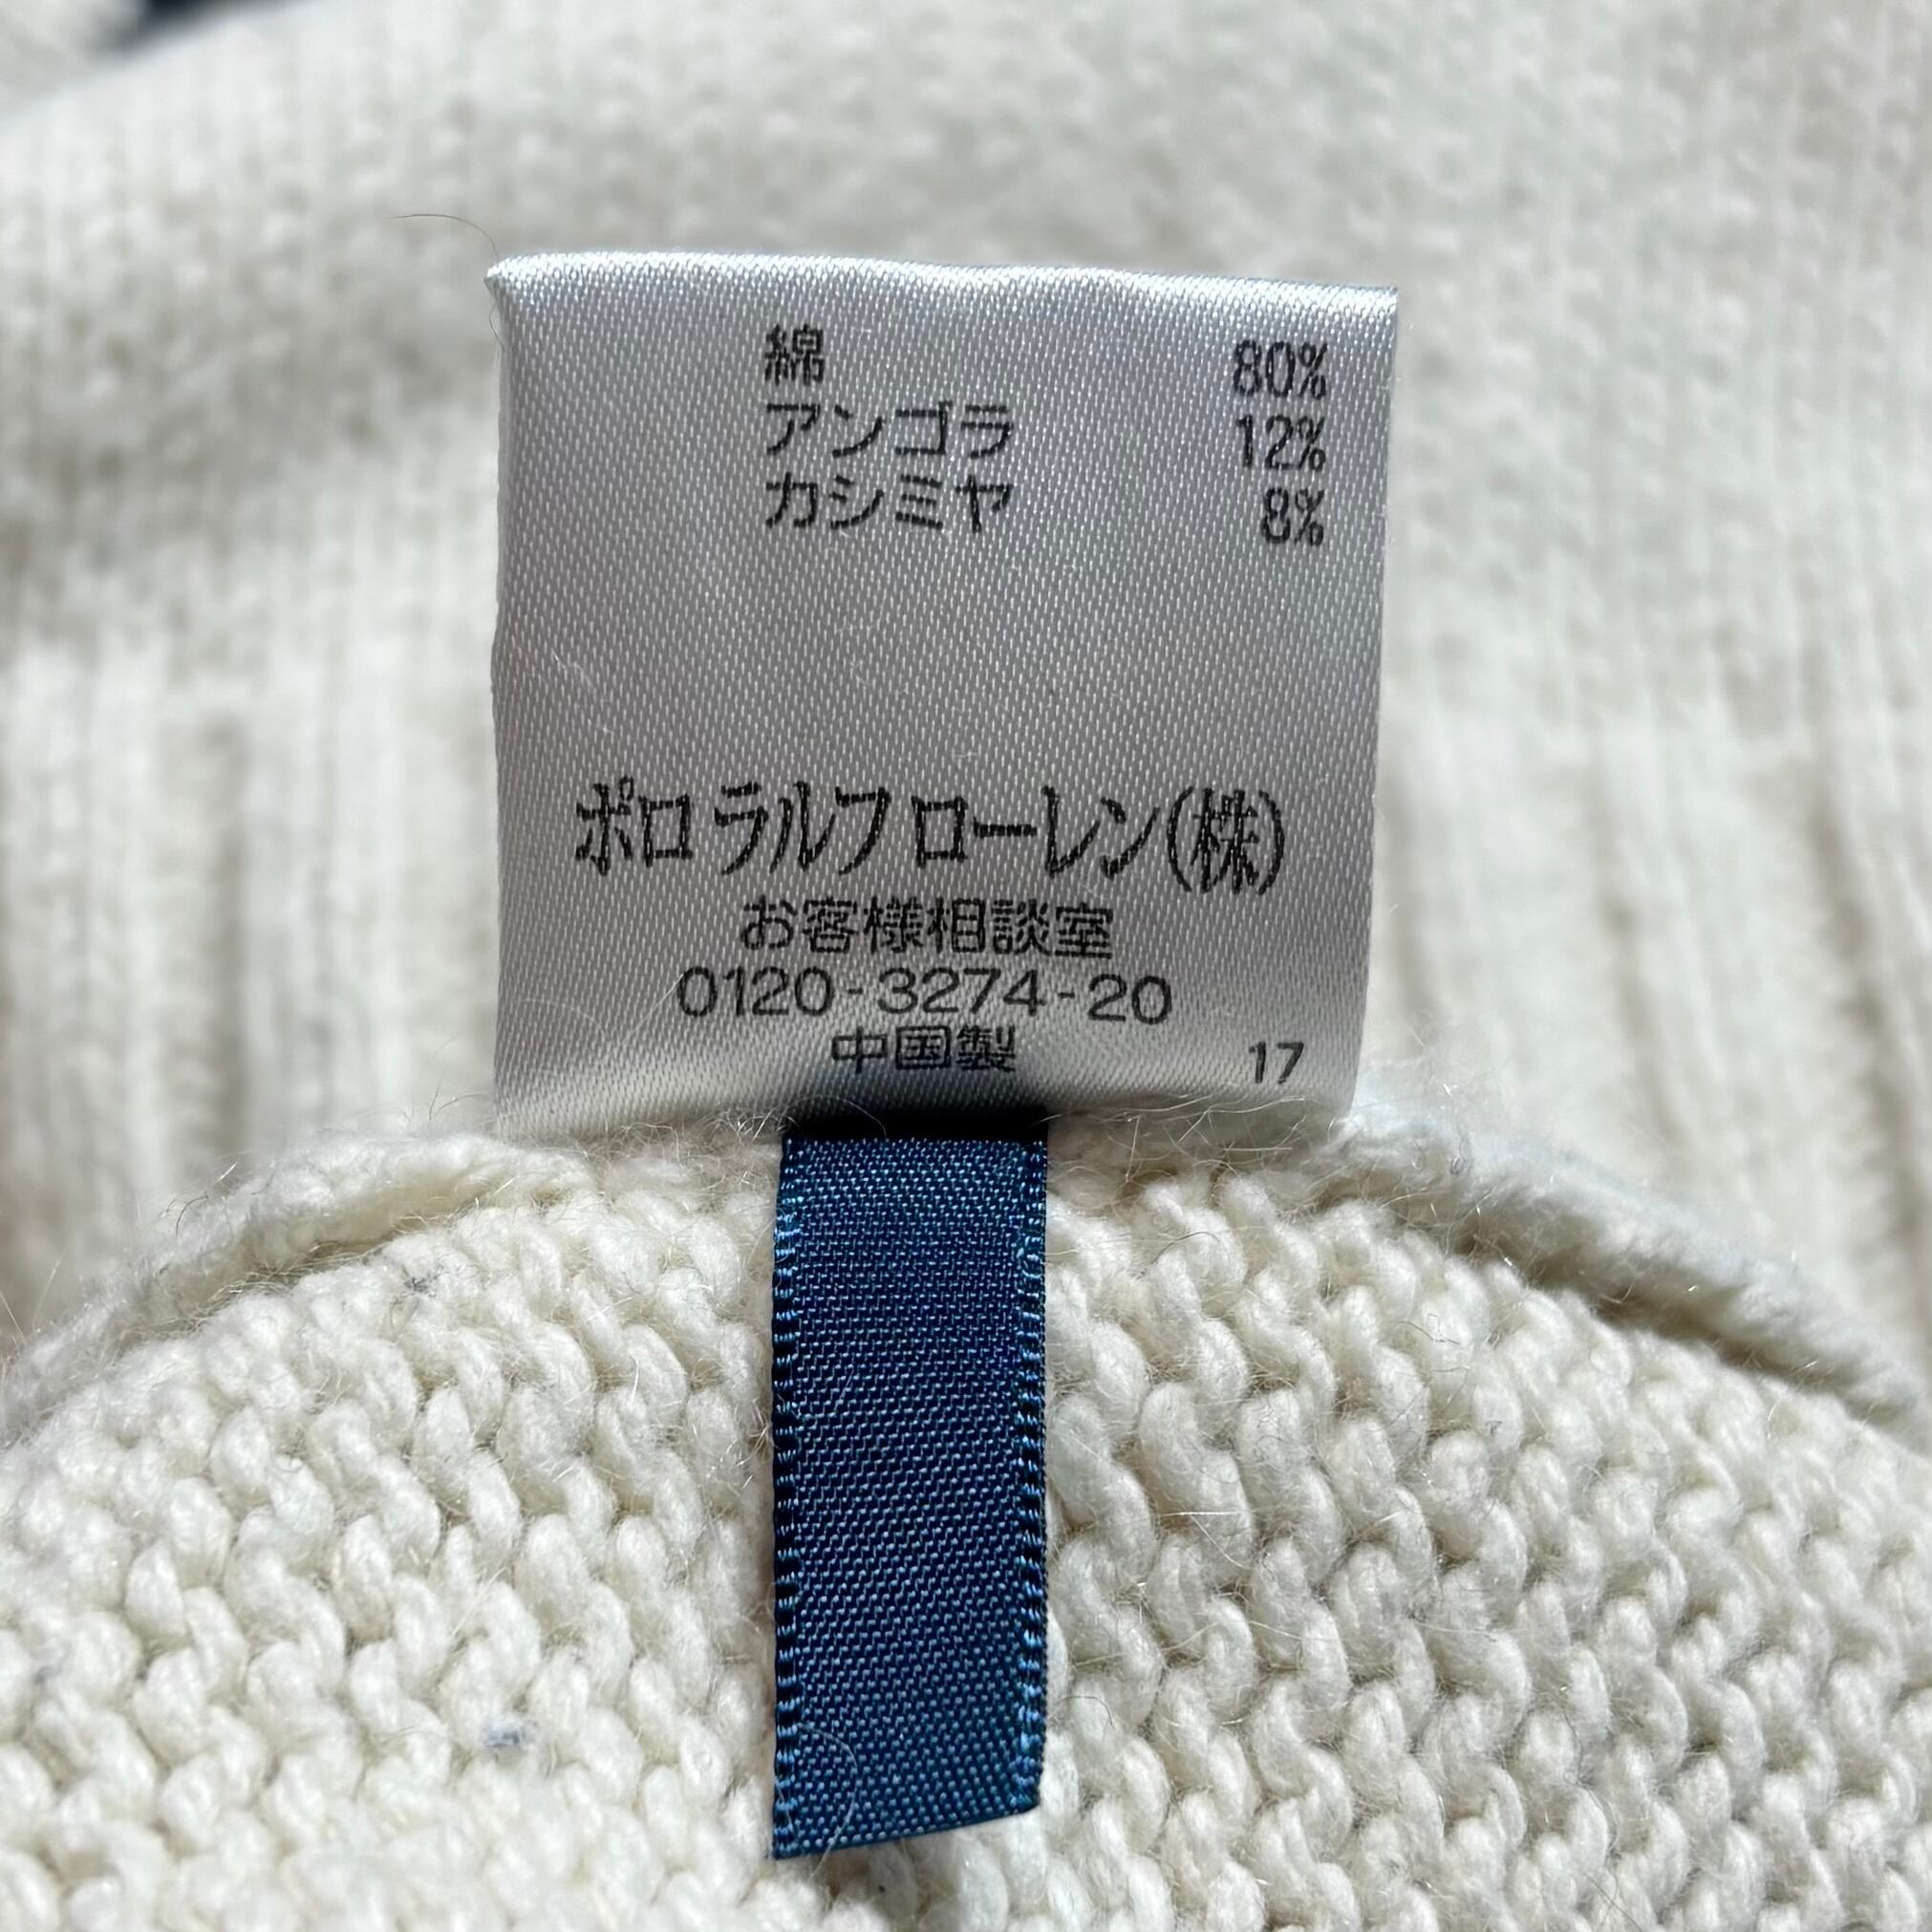 綿 80%
アンゴラ 12%
カシミヤ 8%
ポロ ラルフ ローレン(株)
お客様相談室
0120-3274-20
中国製 17